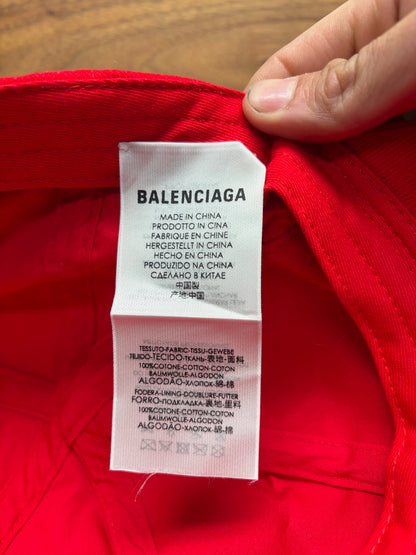 BALENCIAGA
MADE IN CHINA
PRODOTTO IN CINA
FABRIQUE EN CHINE
HERGESTELLT IN CHINA
HECHO EN CHINA
PRODUZIDO NA CHINA
СДЕЛАНО В КИТАЕ
中国製
产地:中国
TESSUTO-FABRIC-TISSU-GEWEBE
TEJIDO-TECIDO-ТКАНЬ-表地-面料
100%COTONE-COTTON-COTON
BAUMWOLLE-ALGODON
ALGODÃO-ХЛОПОК-綿-棉
FODERA-LINING-DOUBLURE-FUTTER
FORRO-ПОДКЛАДКА-裏地-里料
100%COTONE-COTTON-COTON
BAUMWOLLE-ALGODON
ALGODÃO-ХЛОПОК-綿-棉